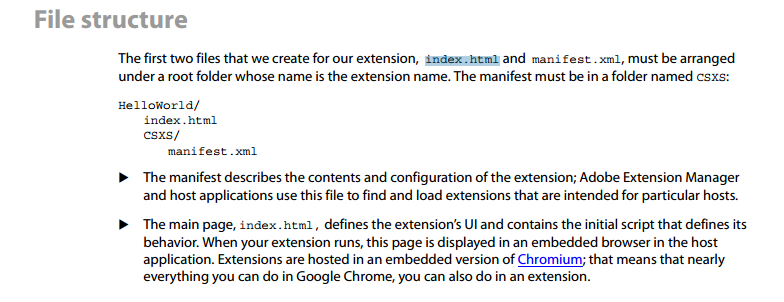 File structure
The first two files that we create for our extension, index.html and manifest.xml, must be arranged
under a root folder whose name is the extension name. The manifest must be in a folder named CSXS:
HelloWorld/
index.html
CSXS/
manifest.xml
► The manifest describes the contents and configuration of the extension; Adobe Extension Manager
and host applications use this file to find and load extensions that are intended for particular hosts.
► The main page, index.html, defines the extension's UI and contains the initial script that defines its
behavior. When your extension runs, this page is displayed in an embedded browser in the host
application. Extensions are hosted in an embedded version of Chromium; that means that nearly
everything you can do in Google Chrome, you can also do in an extension.